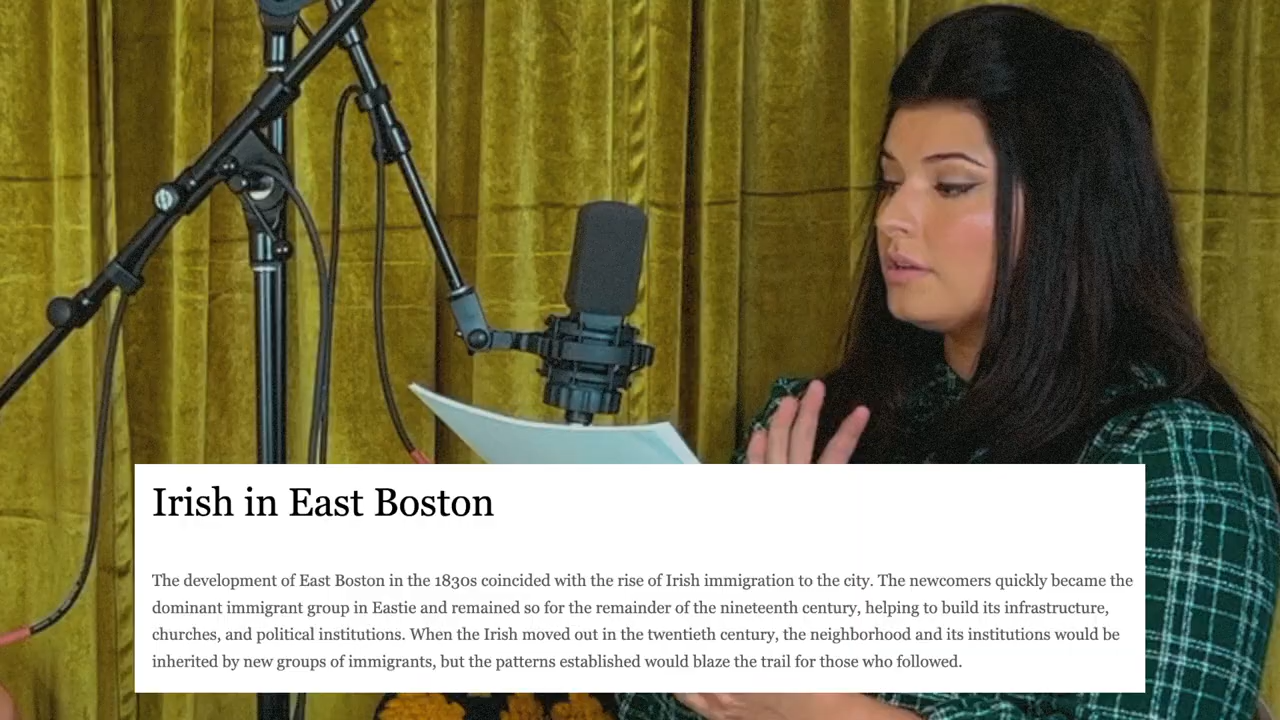 Irish in East Boston
The development of East Boston in the 1830s coincided with the rise of Irish immigration to the city. The newcomers quickly became the
dominant immigrant group in Eastie and remained so for the remainder of the nineteenth century, helping to build its infrastructure,
churches, and political institutions. When the Irish moved out in the twentieth century, the neighborhood and its institutions would be
inherited by new groups of immigrants, but the patterns established would blaze the trail for those who followed.